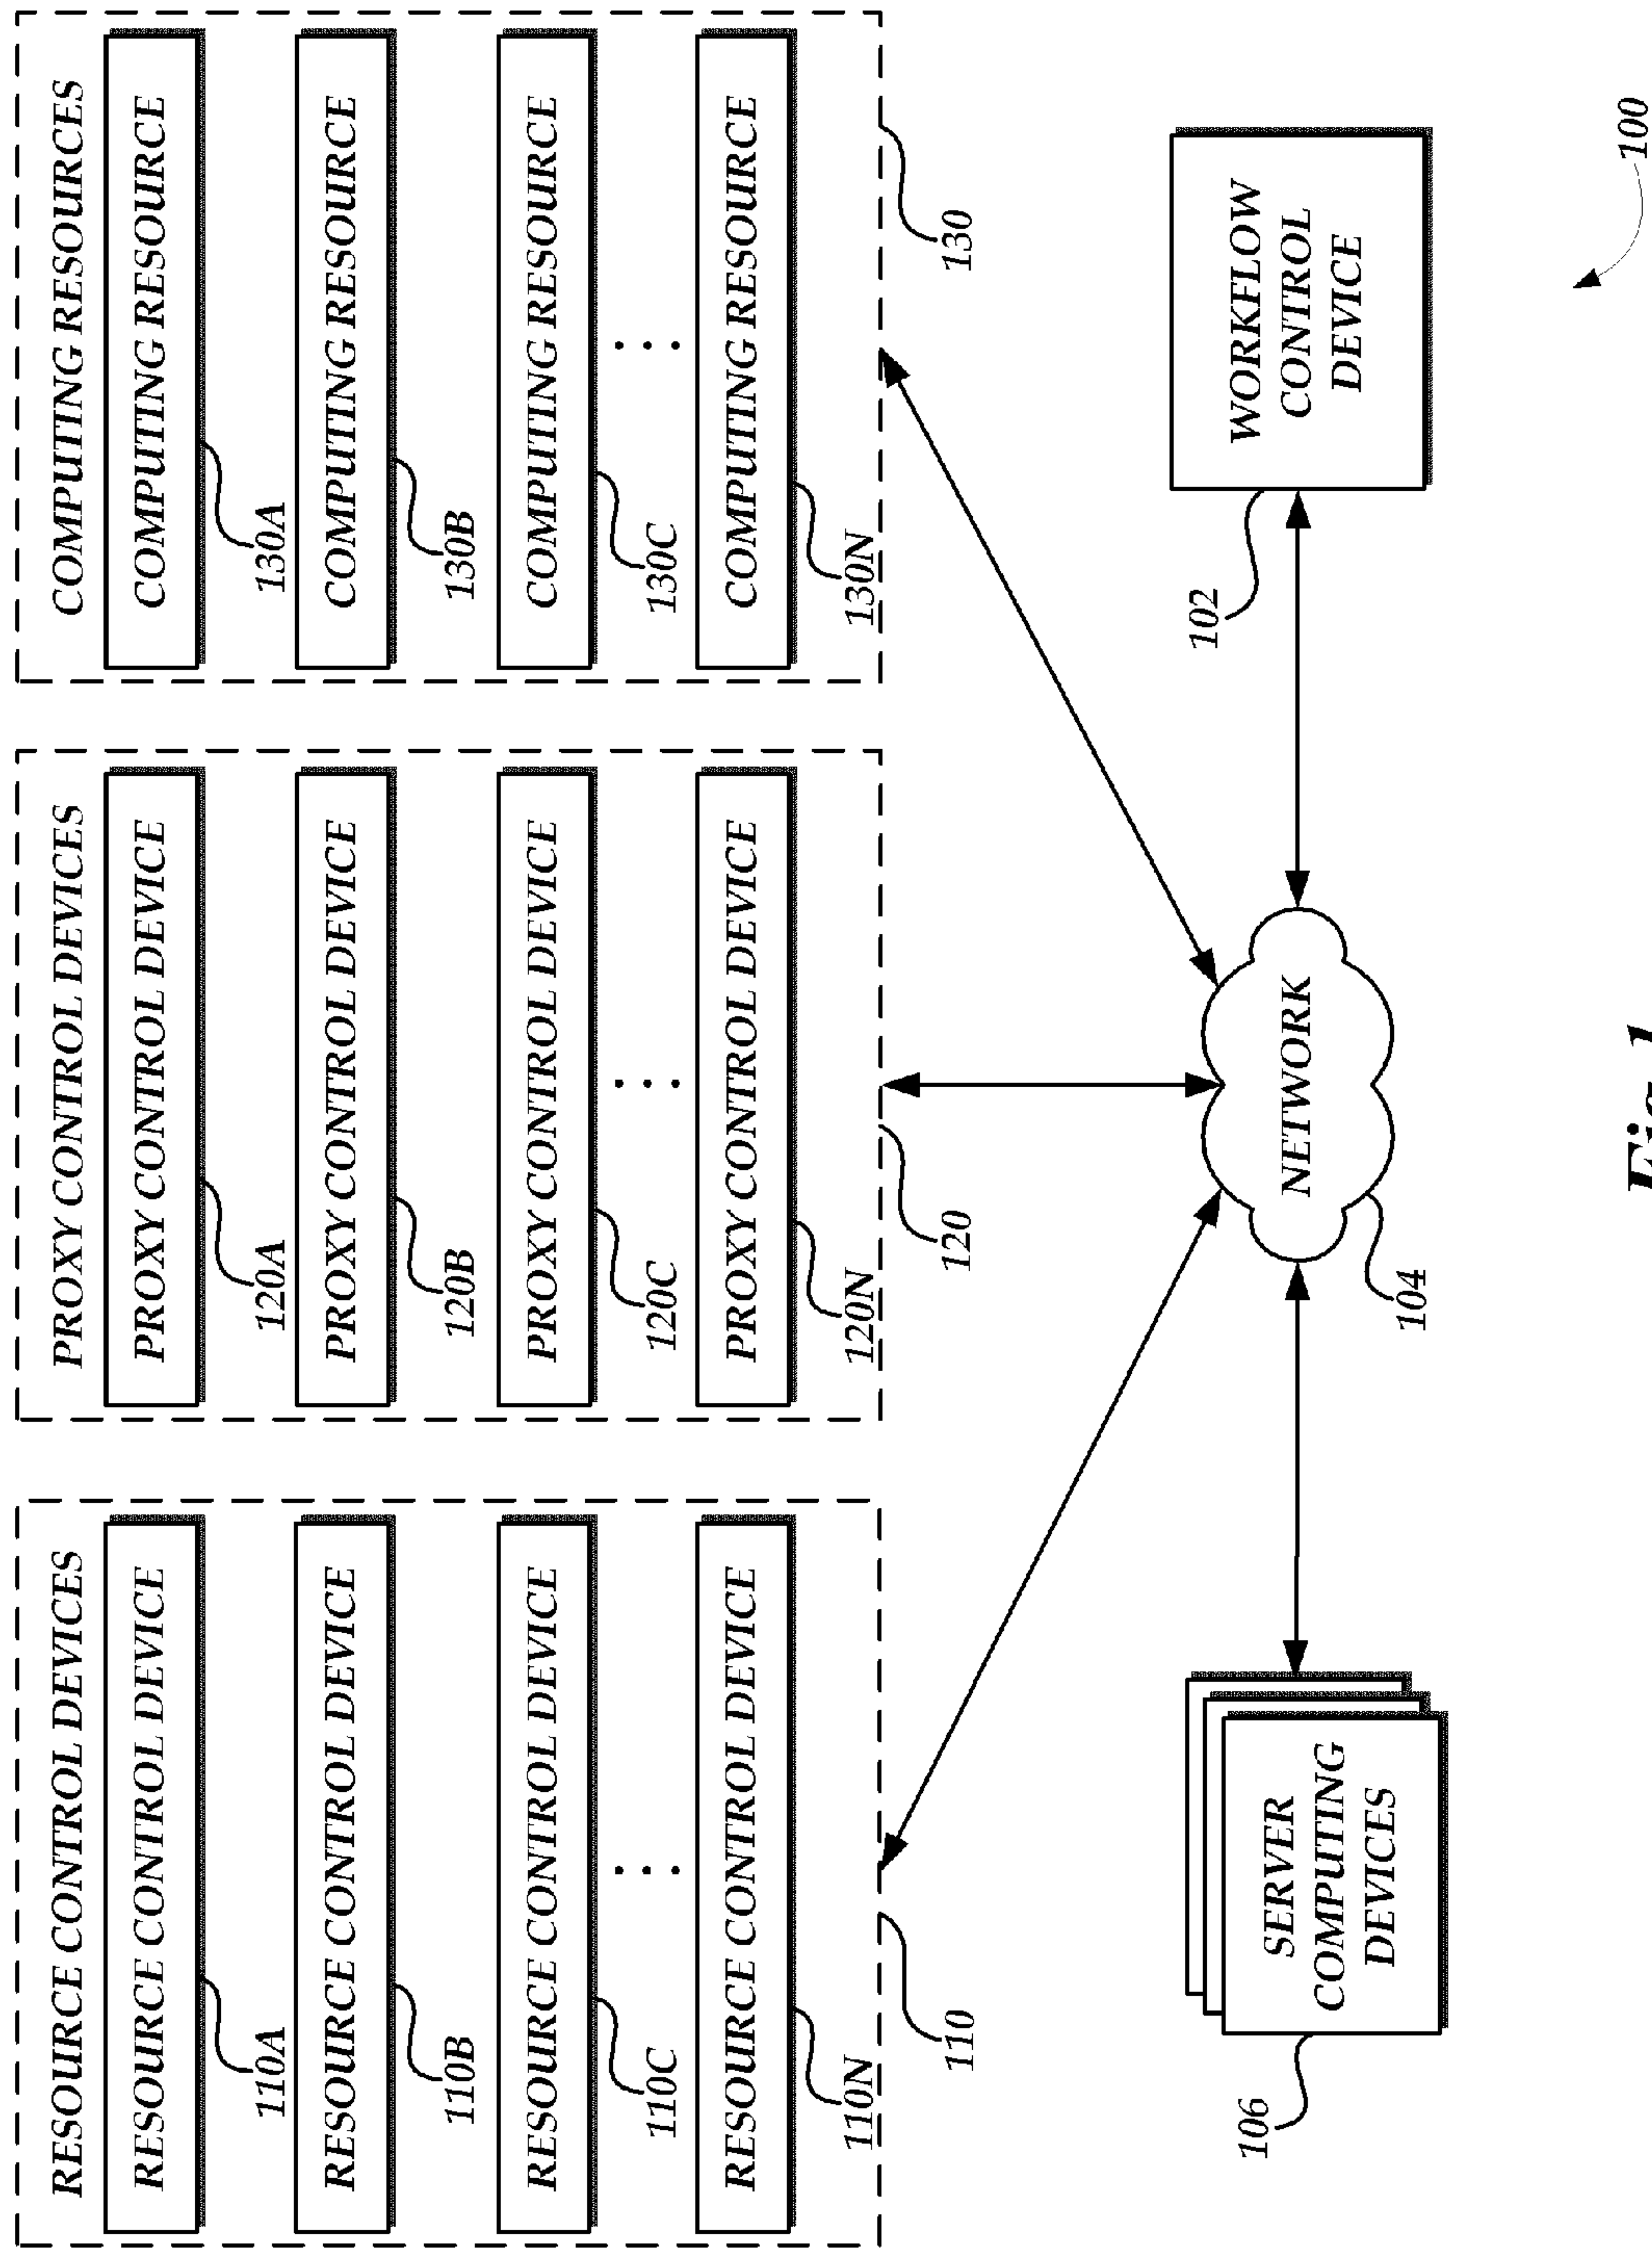 RESOURCE CONTROL DEVICES
RESOURCE CONTROL DEVICE
110A
RESOURCE CONTROL DEVICE
110B
RESOURCE CONTROL DEVICE
110C
RESOURCE CONTROL DEVICE
110N
110
PROXY CONTROL DEVICES
PROXY CONTROL DEVICE
120A
PROXY CONTROL DEVICE
120B
PROXY CONTROL DEVICE
120C
PROXY CONTROL DEVICE
120N
120
COMPUTING RESOURCES
COMPUTING RESOURCE
130A
COMPUTING RESOURCE
130B
COMPUTING RESOURCE
130C
COMPUTING RESOURCE
130N
130
106
SERVER
COMPUTING
DEVICES
NETWORK
104
102
WORKFLOW
CONTROL
DEVICE
100
Fig. 1